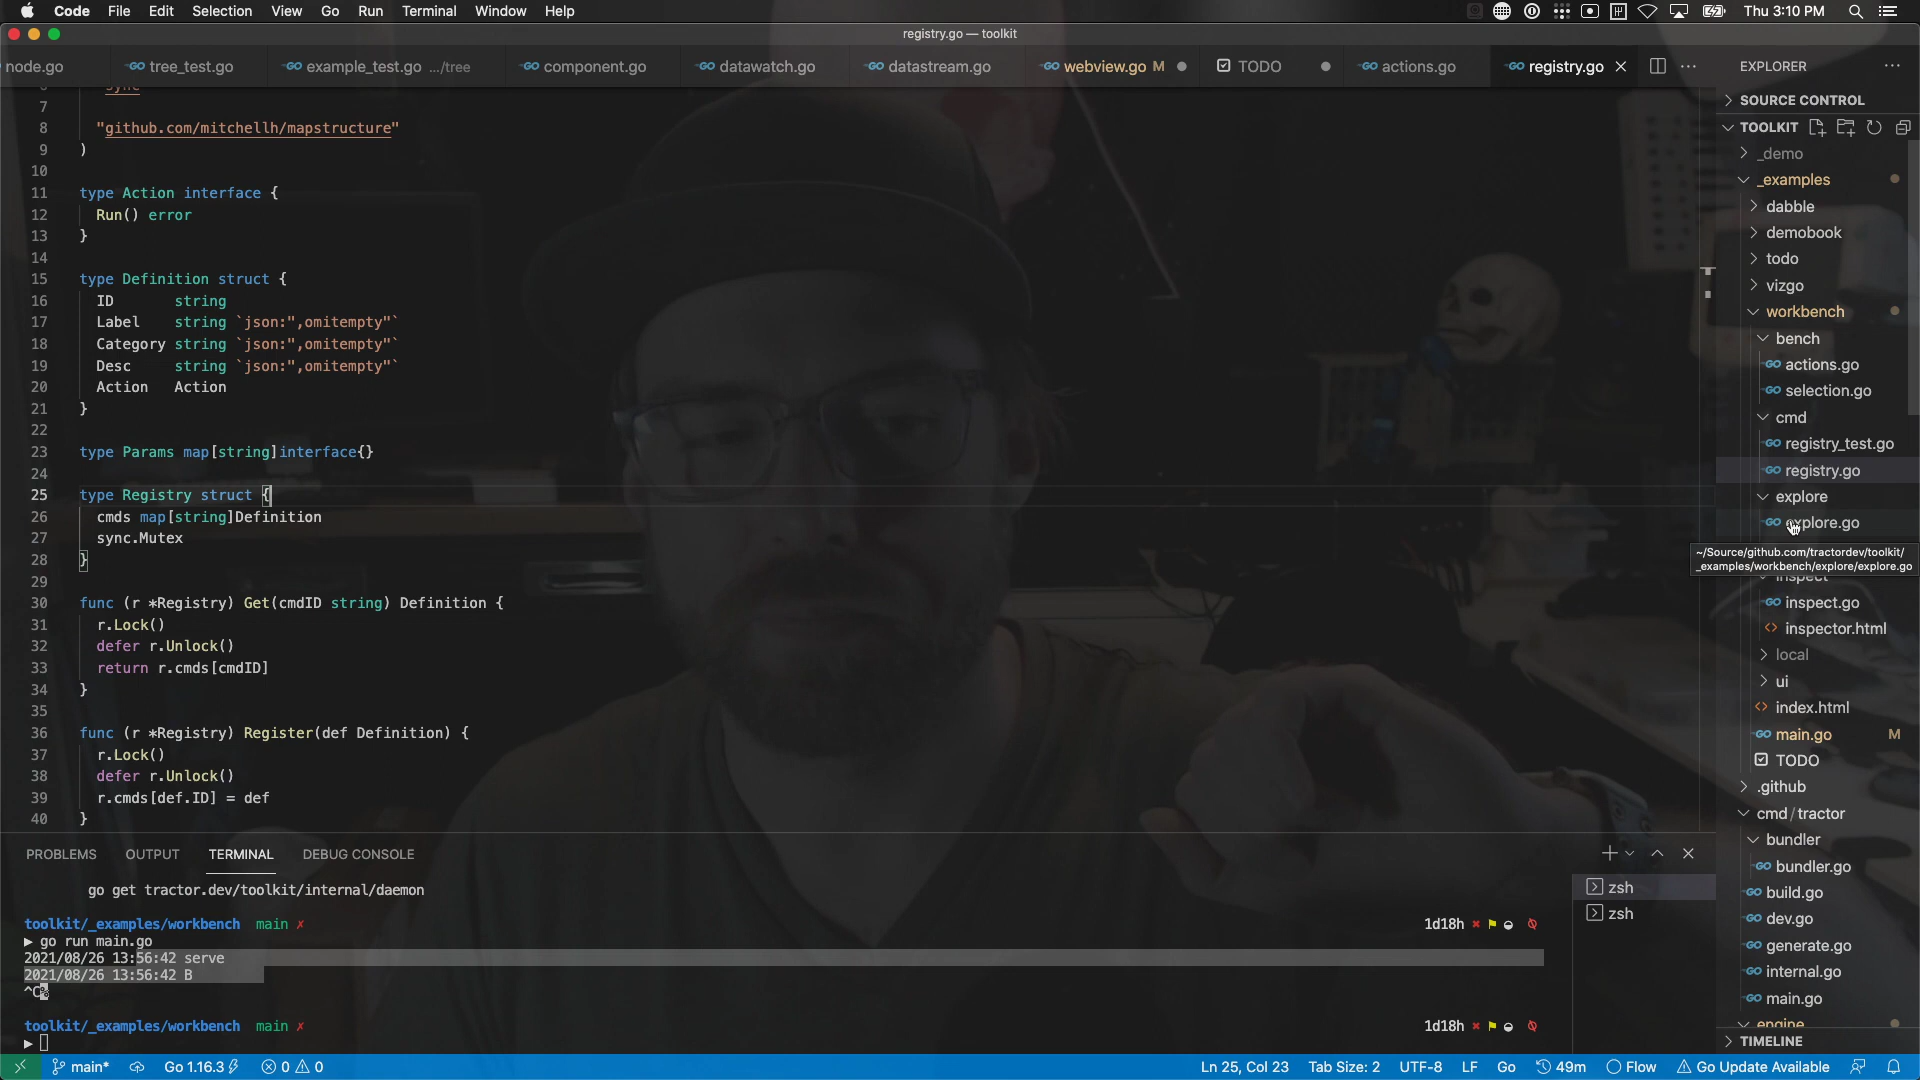 Code File Edit Selection View Go Run Terminal Window Help Thu 3:10 PM
registry.go — toolkit
node.go tree_test.go example_test.go .../tree component.go datawatch.go datastream.go webview.go M TODO actions.go registry.go
EXPLORER
SOURCE CONTROL
TOOLKIT
_demo
_examples
dabble
demobook
todo
vizgo
workbench
bench
actions.go
selection.go
cmd
registry_test.go
registry.go
explore
explore.go
~/Source/github.com/tractordev/toolkit/
_examples/workbench/explore/explore.go
inspect
inspect.go
inspector.html
local
ui
index.html
main.go M
TODO
.github
cmd / tractor
bundler
bundler.go
build.go
dev.go
generate.go
internal.go
main.go
engine
TIMELINE
6 "sync"
7
8 "github.com/mitchellh/mapstructure"
9 )
10
11 type Action interface {
12 Run() error
13 }
14
15 type Definition struct {
16 ID string
17 Label string `json:",omitempty"`
18 Category string `json:",omitempty"`
19 Desc string `json:",omitempty"`
20 Action Action
21 }
22
23 type Params map[string]interface{}
24
25 type Registry struct {
26 cmds map[string]Definition
27 sync.Mutex
28 }
29
30 func (r *Registry) Get(cmdID string) Definition {
31 r.Lock()
32 defer r.Unlock()
33 return r.cmds[cmdID]
34 }
35
36 func (r *Registry) Register(def Definition) {
37 r.Lock()
38 defer r.Unlock()
39 r.cmds[def.ID] = def
40 }
PROBLEMS OUTPUT TERMINAL DEBUG CONSOLE
go get tractor.dev/toolkit/internal/daemon
toolkit/_examples/workbench main ✗ 1d18h
▶ go run main.go
2021/08/26 13:56:42 serve
2021/08/26 13:56:42 B
^C
toolkit/_examples/workbench main ✗ 1d18h
▶
zsh
zsh
main* Go 1.16.3 0 0 Ln 25, Col 23 Tab Size: 2 UTF-8 LF Go 49m Flow Go Update Available